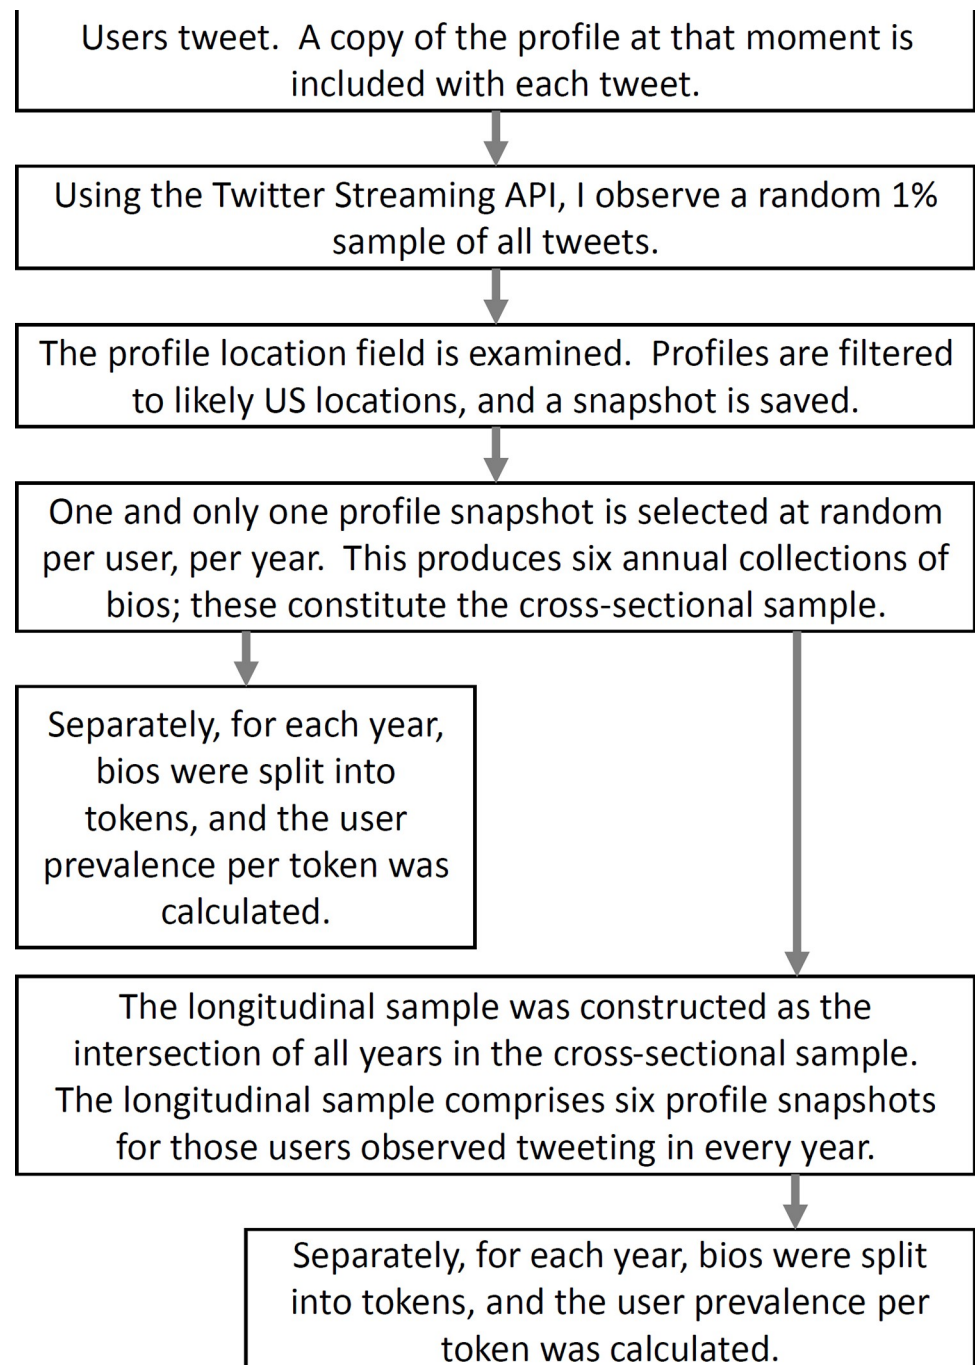 Users tweet.  A copy of the profile at that moment is
included with each tweet.
Using the Twitter Streaming API, I observe a random 1%
sample of all tweets.
The profile location field is examined.  Profiles are filtered
to likely US locations, and a snapshot is saved.
One and only one profile snapshot is selected at random
per user, per year.  This produces six annual collections of
bios; these constitute the cross-sectional sample.
Separately, for each year,
bios were split into
tokens, and the user
prevalence per token was
calculated.
The longitudinal sample was constructed as the
intersection of all years in the cross-sectional sample.
The longitudinal sample comprises six profile snapshots
for those users observed tweeting in every year.
Separately, for each year, bios were split
into tokens, and the user prevalence per
token was calculated.